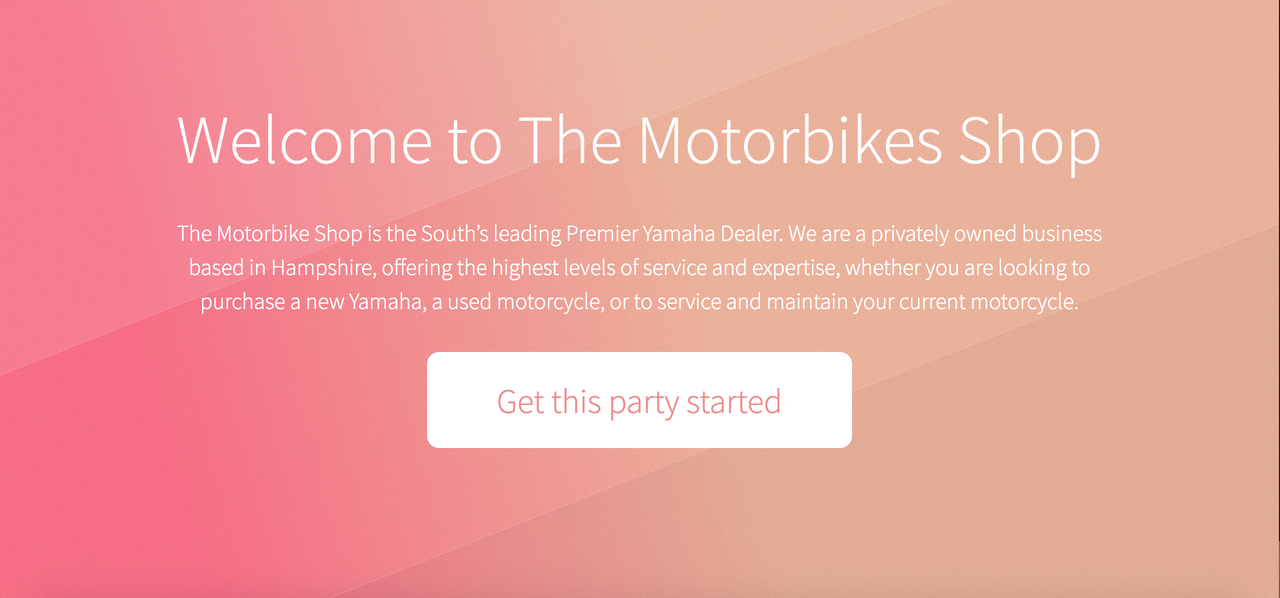 Welcome to The Motorbikes Shop
The Motorbike Shop is the South’s leading Premier Yamaha Dealer. We are a privately owned business
based in Hampshire, offering the highest levels of service and expertise, whether you are looking to
purchase a new Yamaha, a used motorcycle, or to service and maintain your current motorcycle.
Get this party started